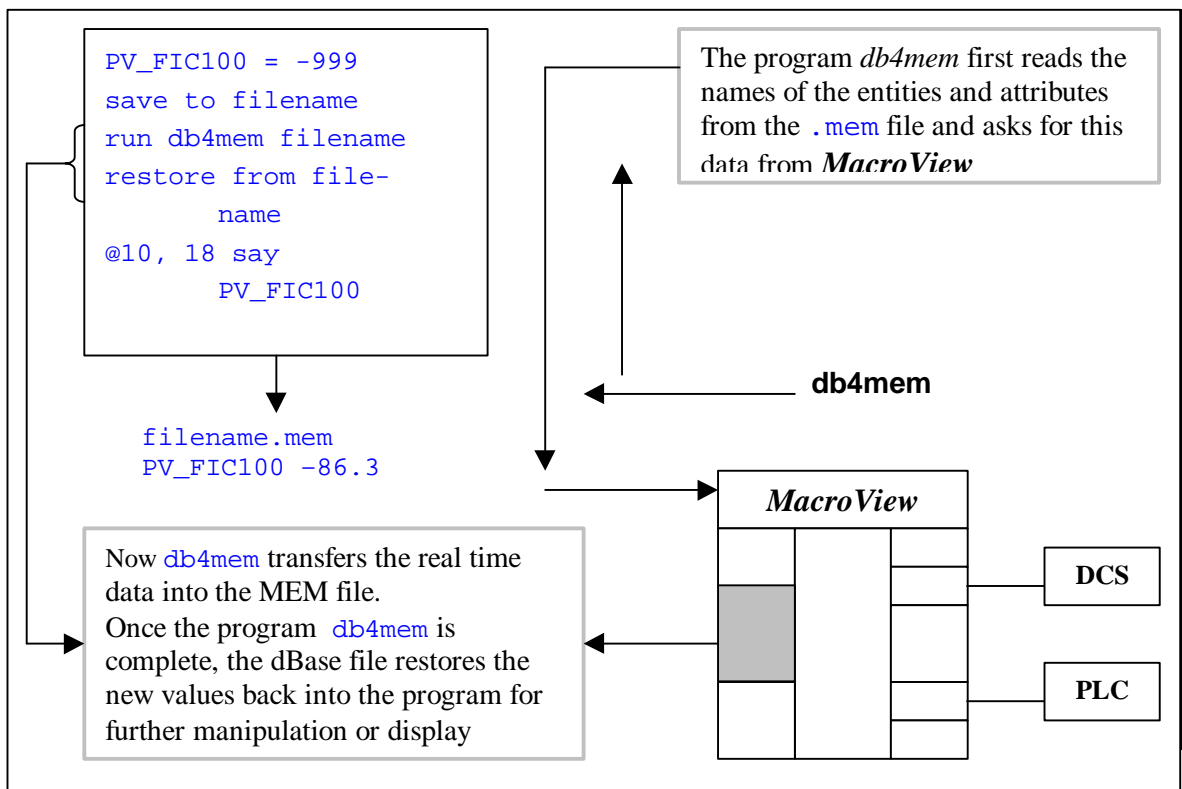 PV_FIC100 = -999
save to filename
run db4mem filename
restore from file-
name
@10, 18 say
PV_FIC100
The program db4mem first reads the
names of the entities and attributes
from the .mem file and asks for this
data from MacroView
db4mem
filename.mem
PV_FIC100 –86.3
MacroView
Now db4mem transfers the real time
data into the MEM file.
Once the program db4mem is
complete, the dBase file restores the
new values back into the program for
further manipulation or display
DCS
PLC